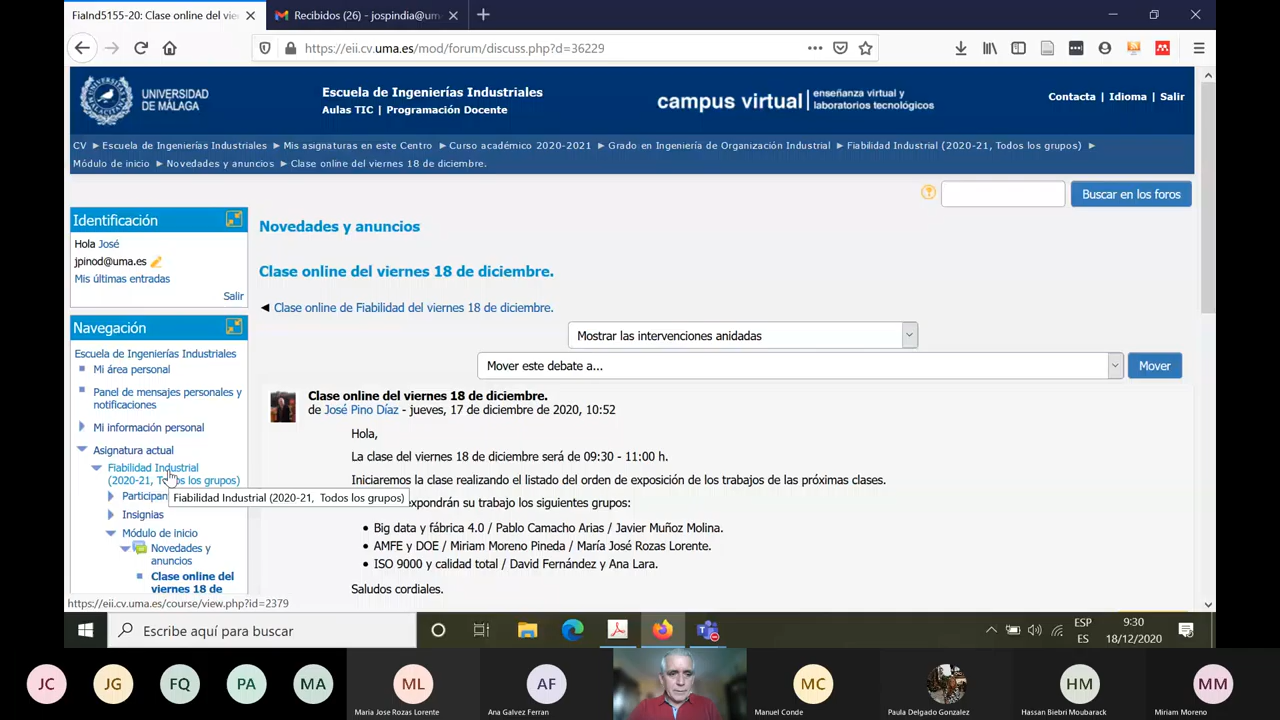 FiaInd5155-20: Clase online del vie
Recibidos (26) - jospindia@um
https://eii.cv.uma.es/mod/forum/discuss.php?d=36229
UNIVERSIDAD
DE MÁLAGA
Escuela de Ingenierías Industriales
Aulas TIC | Programación Docente
campus virtual
enseñanza virtual y
laboratorios tecnológicos
Contacta | Idioma | Salir
CV ► Escuela de Ingenierías Industriales ► Mis asignaturas en este Centro ► Curso académico 2020-2021 ► Grado en Ingeniería de Organización Industrial ► Fiabilidad Industrial (2020-21, Todos los grupos) ►
Módulo de inicio ► Novedades y anuncios ► Clase online del viernes 18 de diciembre.
Buscar en los foros
Identificación
Hola José
jpinod@uma.es
Mis últimas entradas
Salir
Navegación
Escuela de Ingenierías Industriales
Mi área personal
Panel de mensajes personales y
notificaciones
Mi información personal
Asignatura actual
Fiabilidad Industrial
(2020-21, Todos los grupos)
Participan
Fiabilidad Industrial (2020-21, Todos los grupos)
Insignias
Módulo de inicio
Novedades y
anuncios
Clase online del
viernes 18 de
Novedades y anuncios
Clase online del viernes 18 de diciembre.
◄ Clase online de Fiabilidad del viernes 18 de diciembre.
Mostrar las intervenciones anidadas
Mover este debate a...
Mover
Clase online del viernes 18 de diciembre.
de José Pino Díaz - jueves, 17 de diciembre de 2020, 10:52
Hola,
La clase del viernes 18 de diciembre será de 09:30 - 11:00 h.
Iniciaremos la clase realizando el listado del orden de exposición de los trabajos de las próximas clases.
expondrán su trabajo los siguientes grupos:
• Big data y fábrica 4.0 / Pablo Camacho Arias / Javier Muñoz Molina.
• AMFE y DOE / Miriam Moreno Pineda / María José Rozas Lorente.
• ISO 9000 y calidad total / David Fernández y Ana Lara.
Saludos cordiales.
https://eii.cv.uma.es/course/view.php?id=2379
Escribe aquí para buscar
ESP
ES
9:30
18/12/2020
JC
JG
FQ
PA
MA
ML
Maria Jose Rozas Lorente
AF
Ana Galvez Ferran
MC
Manuel Conde
Paula Delgado Gonzalez
HM
Hassan Biebri Moubarack
MM
Miriam Moreno